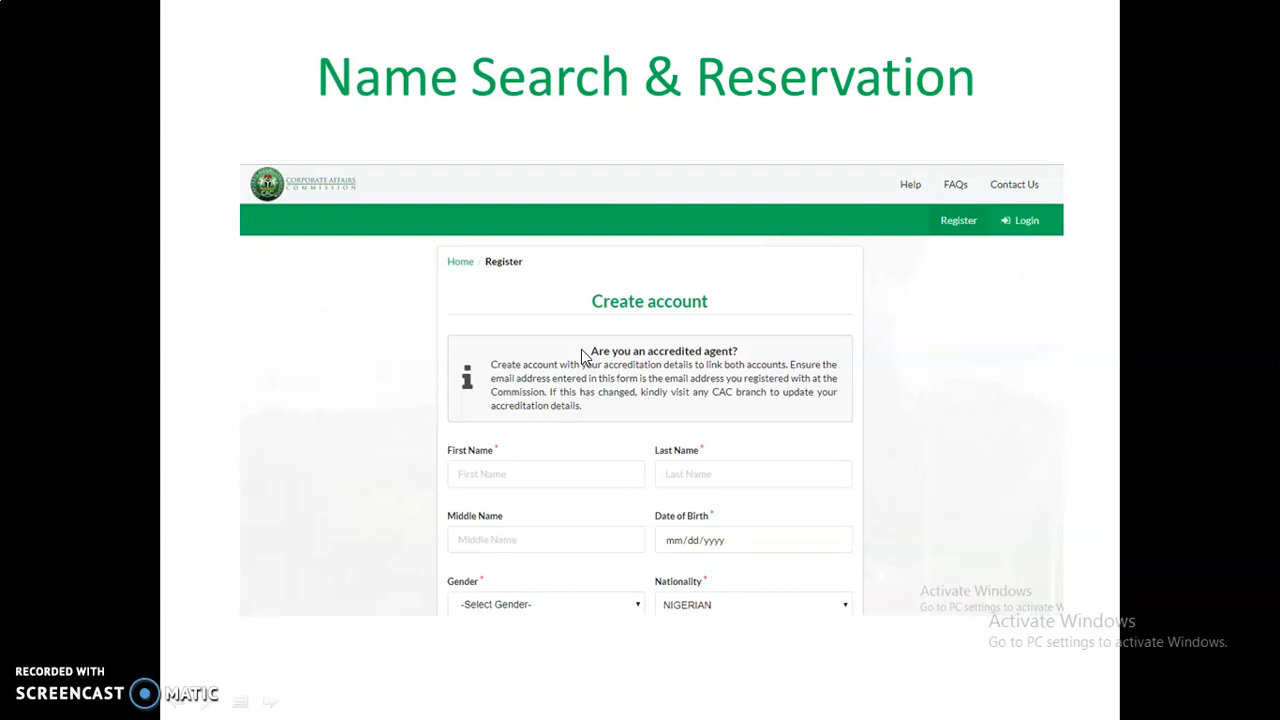 Name Search & Reservation
CORPORATE AFFAIRS
COMMISSION
Help FAQs Contact Us
Register Login
Home / Register
Create account
Are you an accredited agent?
Create account with your accreditation details to link both accounts. Ensure the
email address entered in this form is the email address you registered with at the
Commission. If this has changed, kindly visit any CAC branch to update your
accreditation details.
First Name * Last Name *
First Name Last Name
Middle Name Date of Birth *
Middle Name mm/dd/yyyy
Gender * Nationality *
-Select Gender- NIGERIAN
Activate Windows
Go to PC settings to activate W
Activate Windows
Go to PC settings to activate Windows.
RECORDED WITH
SCREENCAST MATIC